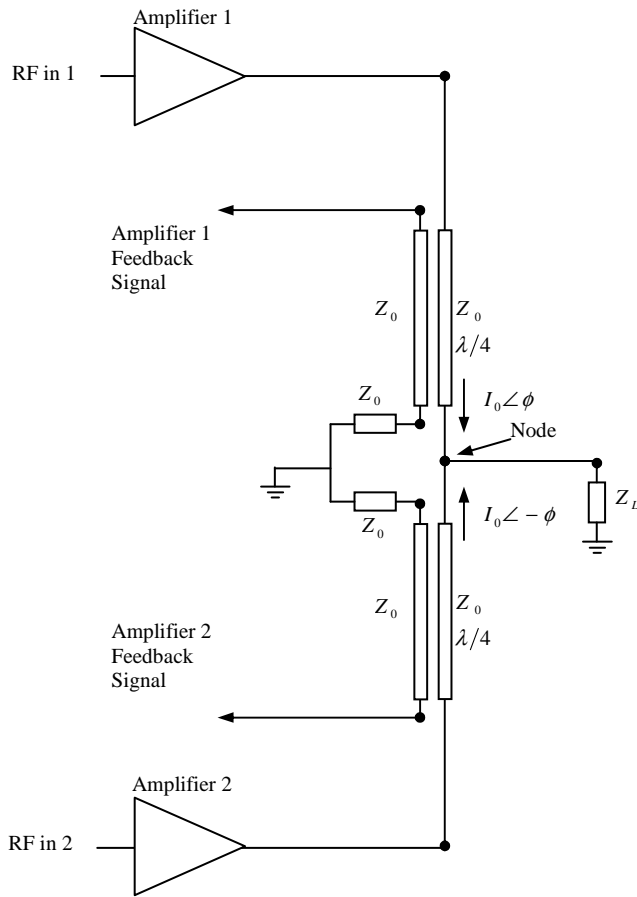 Amplifier 1
RF in 1
Amplifier 1
Feedback
Signal
Z₀
Z₀
λ/4
Z₀
I₀∠ϕ
Node
Z₀
I₀∠−ϕ
Z_L
Z₀
Z₀
λ/4
Amplifier 2
Feedback
Signal
Amplifier 2
RF in 2